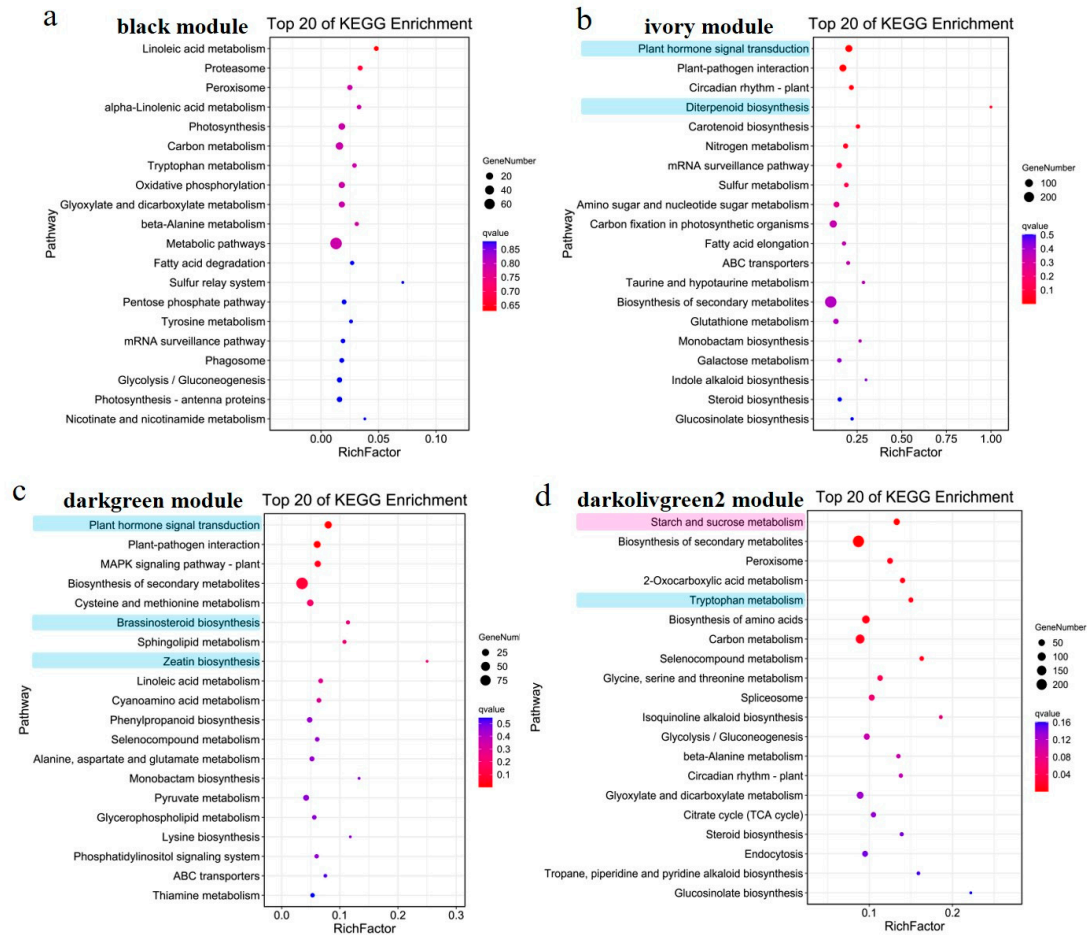 a
black module
Top 20 of KEGG Enrichment
Linoleic acid metabolism
Proteasome
Peroxisome
alpha-Linolenic acid metabolism
Photosynthesis
Carbon metabolism
Tryptophan metabolism
Oxidative phosphorylation
Glyoxylate and dicarboxylate metabolism
beta-Alanine metabolism
Metabolic pathways
Fatty acid degradation
Sulfur relay system
Pentose phosphate pathway
Tyrosine metabolism
mRNA surveillance pathway
Phagosome
Glycolysis / Gluconeogenesis
Photosynthesis - antenna proteins
Nicotinate and nicotinamide metabolism
Pathway
0.00 0.05 0.10
RichFactor
GeneNumber
20
40
60
qvalue
0.85
0.80
0.75
0.70
0.65
b
ivory module
Top 20 of KEGG Enrichment
Plant hormone signal transduction
Plant-pathogen interaction
Circadian rhythm - plant
Diterpenoid biosynthesis
Carotenoid biosynthesis
Nitrogen metabolism
mRNA surveillance pathway
Sulfur metabolism
Amino sugar and nucleotide sugar metabolism
Carbon fixation in photosynthetic organisms
Fatty acid elongation
ABC transporters
Taurine and hypotaurine metabolism
Biosynthesis of secondary metabolites
Glutathione metabolism
Monobactam biosynthesis
Galactose metabolism
Indole alkaloid biosynthesis
Steroid biosynthesis
Glucosinolate biosynthesis
Pathway
0.25 0.50 0.75 1.00
RichFactor
GeneNumber
100
200
qvalue
0.5
0.4
0.3
0.2
0.1
c
darkgreen module
Top 20 of KEGG Enrichment
Plant hormone signal transduction
Plant-pathogen interaction
MAPK signaling pathway - plant
Biosynthesis of secondary metabolites
Cysteine and methionine metabolism
Brassinosteroid biosynthesis
Sphingolipid metabolism
Zeatin biosynthesis
Linoleic acid metabolism
Cyanoamino acid metabolism
Phenylpropanoid biosynthesis
Selenocompound metabolism
Alanine, aspartate and glutamate metabolism
Monobactam biosynthesis
Pyruvate metabolism
Glycerophospholipid metabolism
Lysine biosynthesis
Phosphatidylinositol signaling system
ABC transporters
Thiamine metabolism
Pathway
0.0 0.1 0.2 0.3
RichFactor
GeneNuml
25
50
75
qvalue
0.5
0.4
0.3
0.2
0.1
d
darkolivgreen2 module
Top 20 of KEGG Enrichment
Starch and sucrose metabolism
Biosynthesis of secondary metabolites
Peroxisome
2-Oxocarboxylic acid metabolism
Tryptophan metabolism
Biosynthesis of amino acids
Carbon metabolism
Selenocompound metabolism
Glycine, serine and threonine metabolism
Spliceosome
Isoquinoline alkaloid biosynthesis
Glycolysis / Gluconeogenesis
beta-Alanine metabolism
Circadian rhythm - plant
Glyoxylate and dicarboxylate metabolism
Citrate cycle (TCA cycle)
Steroid biosynthesis
Endocytosis
Tropane, piperidine and pyridine alkaloid biosynthesis
Glucosinolate biosynthesis
Pathway
0.1 0.2
RichFactor
GeneNumber
50
100
150
200
qvalue
0.16
0.12
0.08
0.04